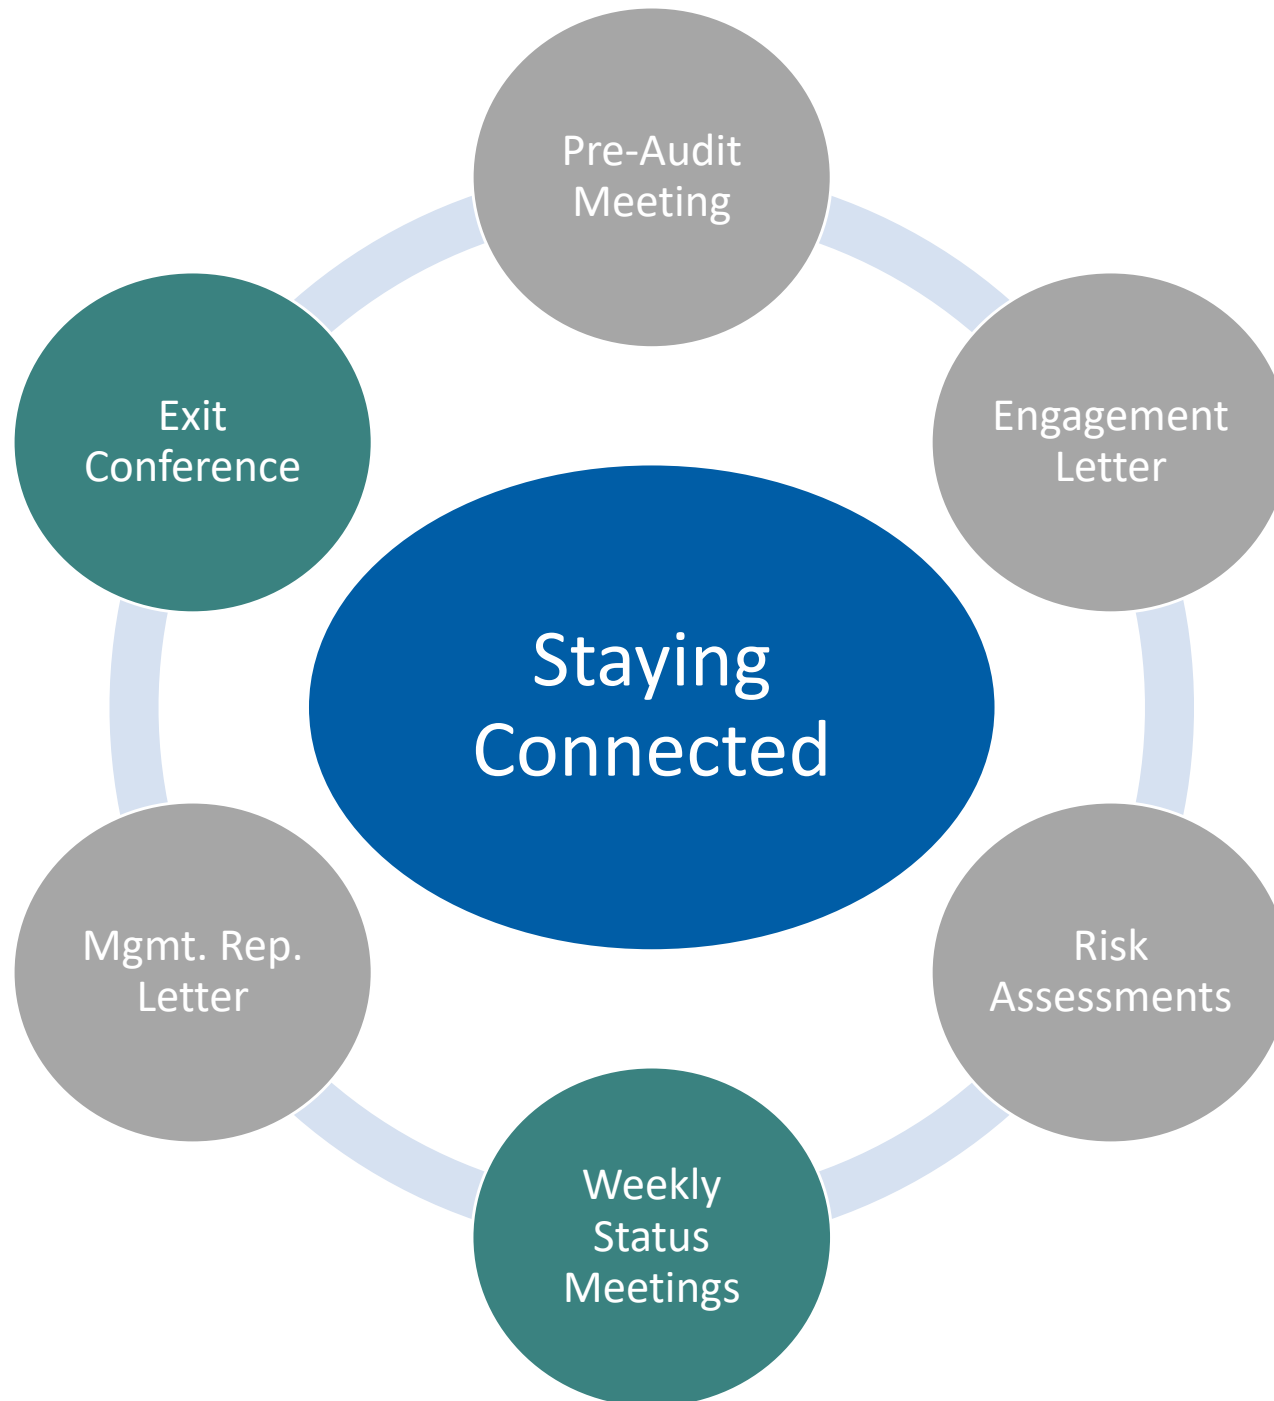 Pre-Audit
Meeting
Engagement
Letter
Risk
Assessments
Weekly
Status
Meetings
Mgmt. Rep.
Letter
Exit
Conference
Staying
Connected